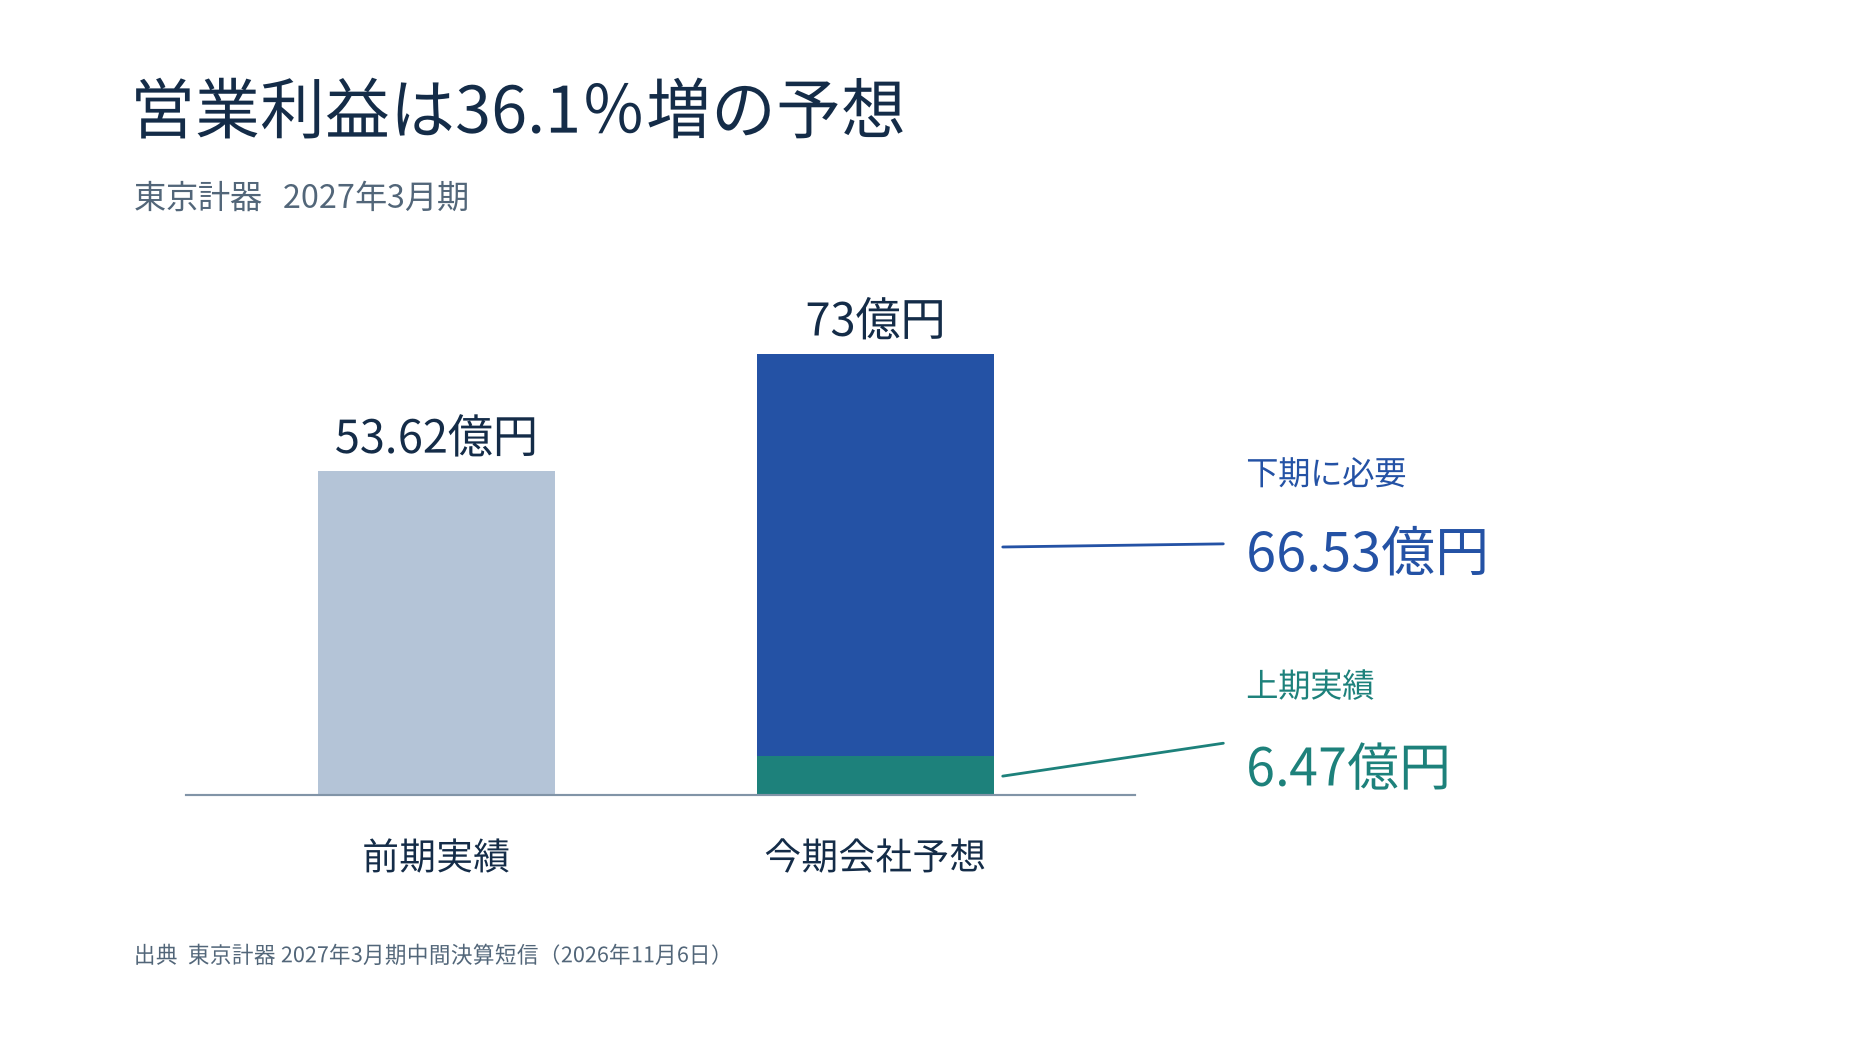 営業利益は36.1%増の予想
東京計器 2027年3月期
73億円
53.62億円
下期に必要
66.53億円
上期実績
6.47億円
前期実績
今期会社予想
出典 東京計器 2027年3月期中間決算短信（2026年11月6日）